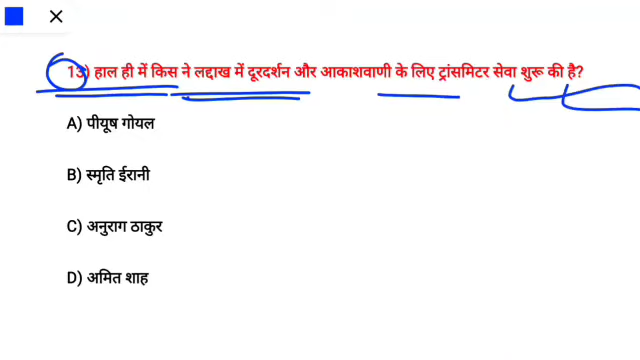 13) हाल ही में किस ने लद्दाख में दूरदर्शन और आकाशवाणी के लिए ट्रांसमिटर सेवा शुरू की है?
A) पीयूष गोयल
B) स्मृति ईरानी
C) अनुराग ठाकुर
D) अमित शाह